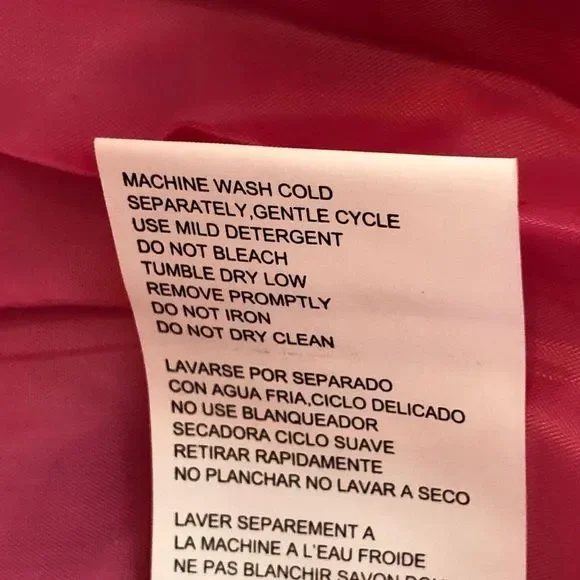 MACHINE WASH COLD
SEPARATELY,GENTLE CYCLE
USE MILD DETERGENT
DO NOT BLEACH
TUMBLE DRY LOW
REMOVE PROMPTLY
DO NOT IRON
DO NOT DRY CLEAN
LAVARSE POR SEPARADO
CON AGUA FRIA,CICLO DELICADO
NO USE BLANQUEADOR
SECADORA CICLO SUAVE
RETIRAR RAPIDAMENTE
NO PLANCHAR NO LAVAR A SECO
LAVER SEPAREMENT A
LA MACHINE A L'EAU FROIDE
NE PAS BLANCHIR SAVON